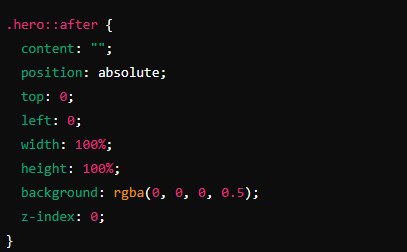 .hero::after {
  content: "";
  position: absolute;
  top: 0;
  left: 0;
  width: 100%;
  height: 100%;
  background: rgba(0, 0, 0, 0.5);
  z-index: 0;
}